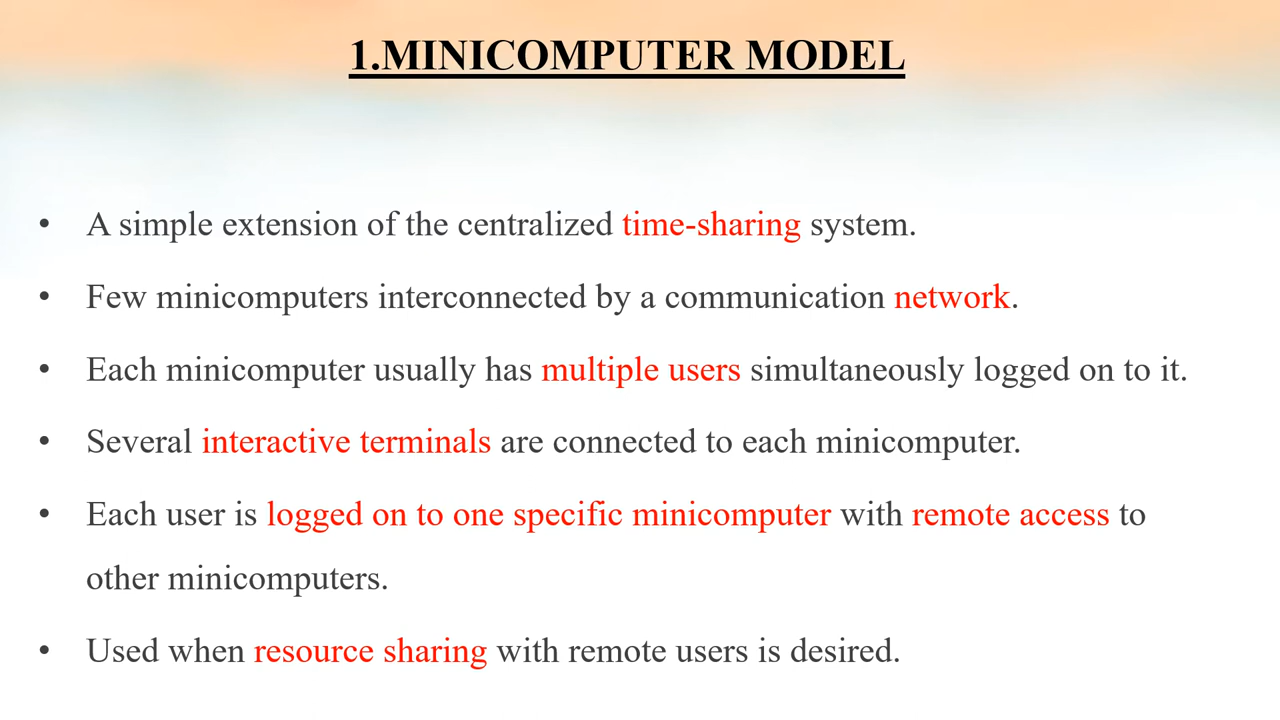 1.MINICOMPUTER MODEL
• A simple extension of the centralized time-sharing system.
• Few minicomputers interconnected by a communication network.
• Each minicomputer usually has multiple users simultaneously logged on to it.
• Several interactive terminals are connected to each minicomputer.
• Each user is logged on to one specific minicomputer with remote access to
other minicomputers.
• Used when resource sharing with remote users is desired.